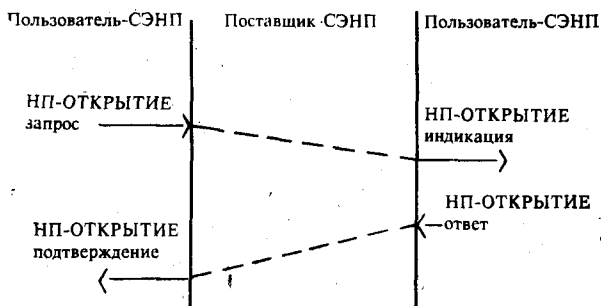 Пользователь-СЭНП Поставщик СЭНП Пользователь-СЭНП
НП-ОТКРЫТИЕ
запрос
НП-ОТКРЫТИЕ
индикация
НП-ОТКРЫТИЕ
ответ
НП-ОТКРЫТИЕ
подтверждение